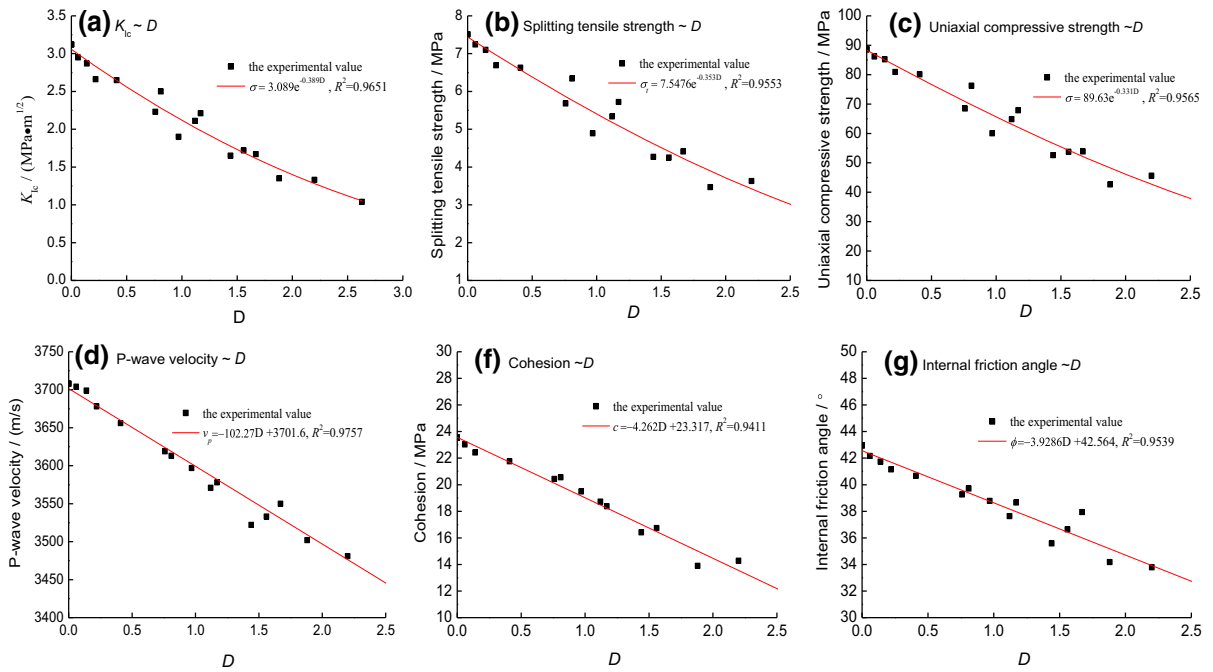 (a) K_Ic ~ D
the experimental value
σ = 3.089e^-0.389D , R²=0.9651
K_Ic / (MPa•m^1/2)
3.5
3.0
2.5
2.0
1.5
1.0
0.5
0.0 0.5 1.0 1.5 2.0 2.5 3.0
D
(b) Splitting tensile strength ~ D
the experimental value
σ_t = 7.5476e^-0.353D , R²=0.9553
Splitting tensile strength / MPa
8
7
6
5
4
3
2
1
0.0 0.5 1.0 1.5 2.0 2.5
D
(c) Uniaxial compressive strength ~D
the experimental value
σ = 89.63e^-0.331D , R²=0.9565
Uniaxial compressive strength / MPa
100
90
80
70
60
50
40
30
20
10
0.0 0.5 1.0 1.5 2.0 2.5
D
(d) P-wave velocity ~ D
the experimental value
v_p=−102.27D +3701.6, R²=0.9757
P-wave velocity / (m/s)
3750
3700
3650
3600
3550
3500
3450
3400
0.0 0.5 1.0 1.5 2.0 2.5
D
(f) Cohesion ~D
the experimental value
c=-4.262D +23.317, R²=0.9411
Cohesion / MPa
30
28
26
24
22
20
18
16
14
12
10
0.0 0.5 1.0 1.5 2.0 2.5
D
(g) Internal friction angle ~D
the experimental value
ϕ=−3.9286D +42.564, R²=0.9539
Internal friction angle / °
50
48
46
44
42
40
38
36
34
32
30
0.0 0.5 1.0 1.5 2.0 2.5
D